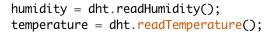 humidity = dht.readHumidity();
temperature = dht.readTemperature();